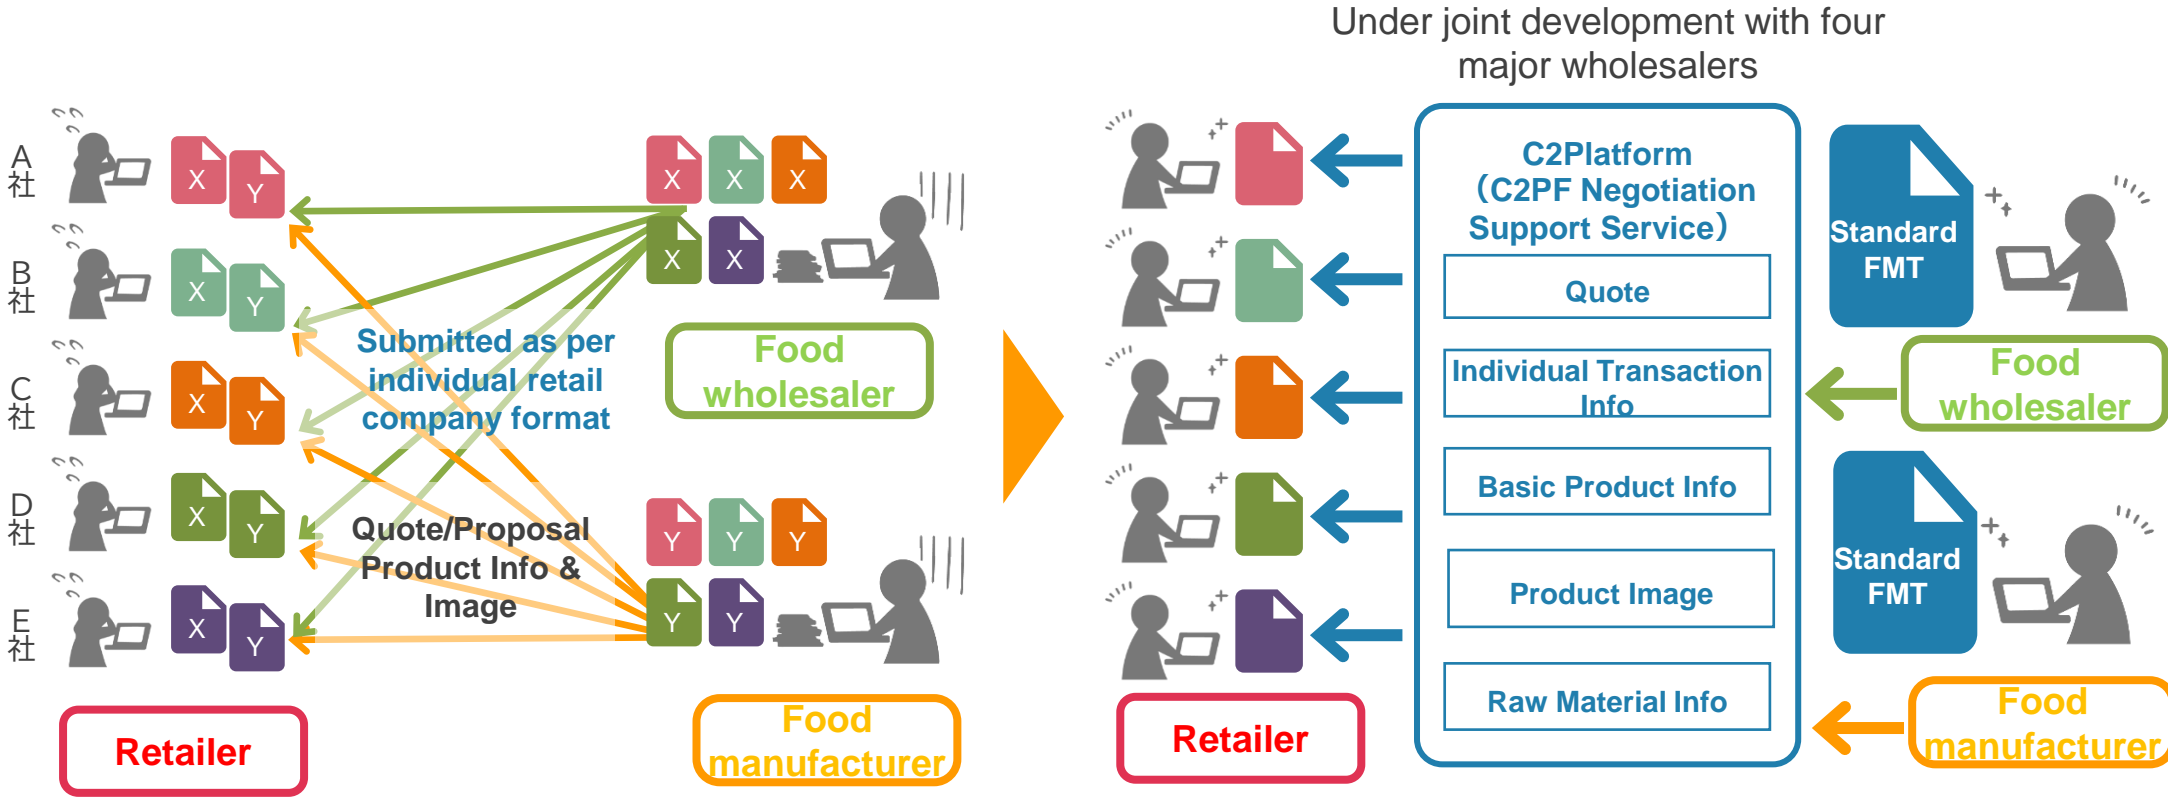 Under joint development with four
major wholesalers
A
社
X
Y
B
社
X
Y
C
社
X
Y
D
社
X
Y
E
社
X
Y
Retailer
Submitted as per
individual retail
company format
Quote/Proposal
Product Info &
Image
X
X
X
X
X
Food
wholesaler
Y
Y
Y
Y
Y
Food
manufacturer
Retailer
C2Platform
（C2PF Negotiation
Support Service）
Quote
Individual Transaction
Info
Basic Product Info
Product Image
Raw Material Info
Standard
FMT
Food
wholesaler
Standard
FMT
Food
manufacturer